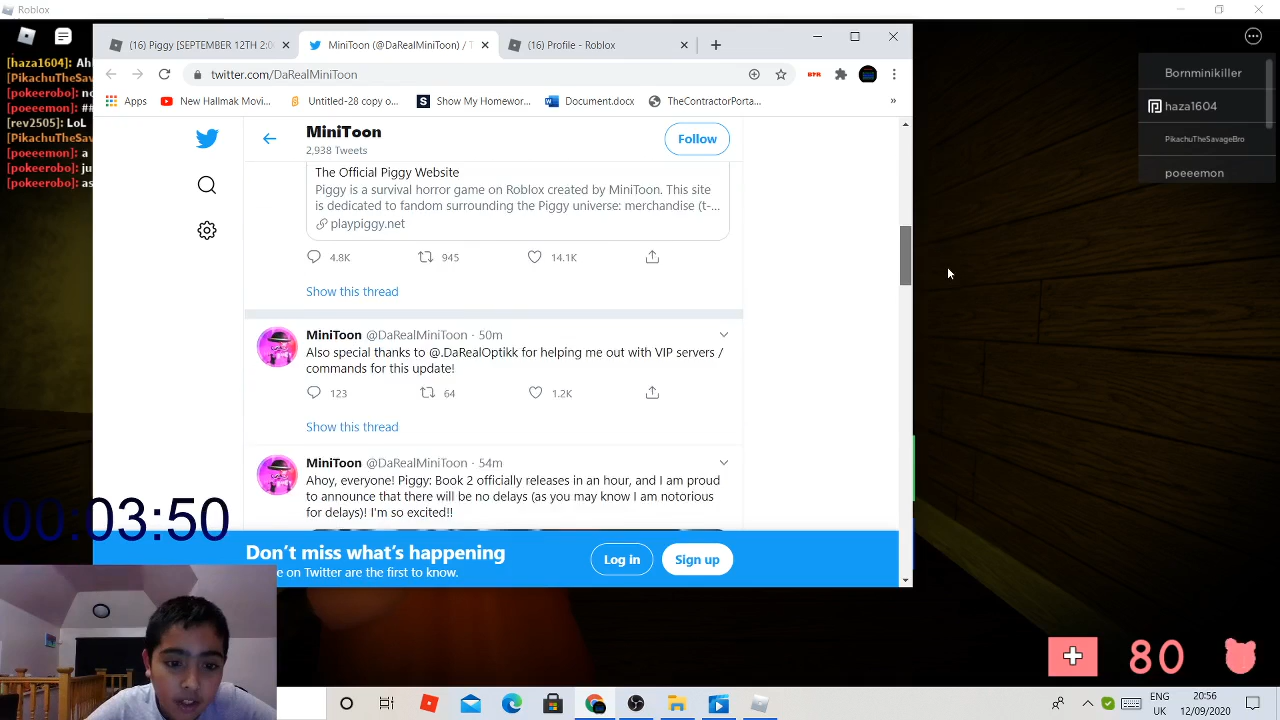 Roblox
[haza1604]: Ah
[PikachuTheSav
[pokeerobo]: no
[poeeemon]: ##
[rev2505]: LoL
[PikachuTheSav
[poeeemon]: a
[pokeerobo]: ju
[pokeerobo]: as
(16) Piggy [SEPTEMBER 12TH 2:0
MiniToon (@DaRealMiniToon) / T
(16) Profile - Roblox
twitter.com/DaRealMiniToon
Apps
New Hallmak Movi...
Untitled-23_copy o...
Show My Homewor...
Document.docx
TheContractorPorta...
»
MiniToon
2,938 Tweets
Follow
The Official Piggy Website
Piggy is a survival horror game on Roblox created by MiniToon. This site
is dedicated to fandom surrounding the Piggy universe: merchandise (t-...
playpiggy.net
4.8K
945
14.1K
Show this thread
MiniToon @DaRealMiniToon · 50m
Also special thanks to @.DaRealOptikk for helping me out with VIP servers /
commands for this update!
123
64
1.2K
Show this thread
MiniToon @DaRealMiniToon · 54m
Ahoy, everyone! Piggy: Book 2 officially releases in an hour, and I am proud
to announce that there will be no delays (as you may know I am notorious
for delays)! I'm so excited!!
Don't miss what's happening
e on Twitter are the first to know.
Log in
Sign up
Bornminikiller
haza1604
PikachuTheSavageBro
poeeemon
00:03:50
80
ENG
UK
20:56
12/09/2020